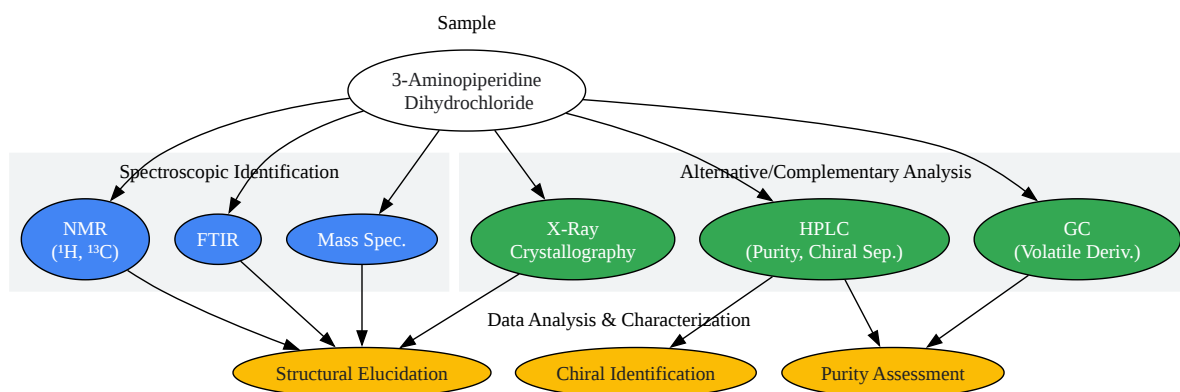 Sample
3-Aminopiperidine
Dihydrochloride
Spectroscopic Identification
Alternative/Complementary Analysis
NMR
(¹H, ¹³C)
FTIR
Mass Spec.
X-Ray
Crystallography
HPLC
(Purity, Chiral Sep.)
GC
(Volatile Deriv.)
Data Analysis & Characterization
Structural Elucidation
Chiral Identification
Purity Assessment